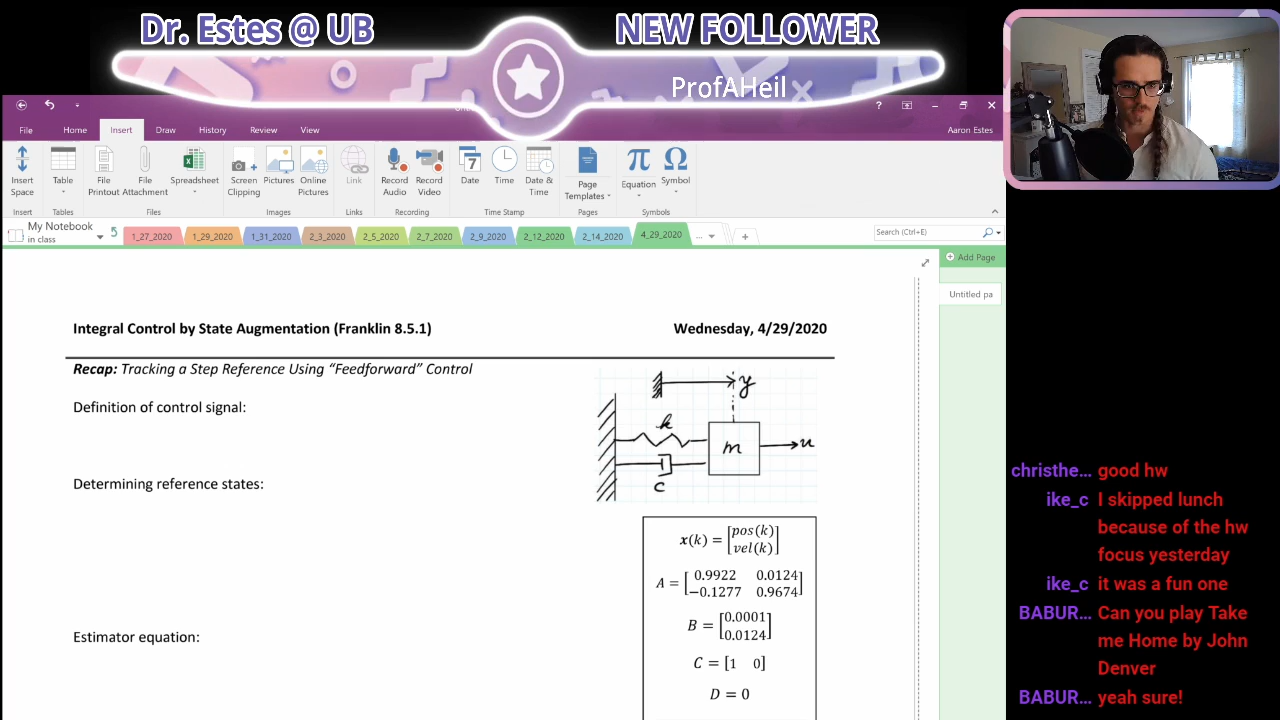 Dr. Estes @ UB
NEW FOLLOWER
ProfAHeil
File Home Insert Draw History Review View
Aaron Estes
Insert Space
Table
File Printout
File Attachment
Spreadsheet
Screen Clipping
Pictures
Online Pictures
Link
Record Audio
Record Video
Date
Time
Date & Time
Page Templates
Equation
Symbol
Insert Tables Files Images Links Recording Time Stamp Pages Symbols
My Notebook
in class
1_27_2020 1_29_2020 1_31_2020 2_3_2020 2_5_2020 2_7_2020 2_9_2020 2_12_2020 2_14_2020 4_29_2020 ...
Search (Ctrl+E)
Add Page
Untitled pa
Integral Control by State Augmentation (Franklin 8.5.1)
Wednesday, 4/29/2020
Recap: Tracking a Step Reference Using “Feedforward” Control
Definition of control signal:
Determining reference states:
Estimator equation:
y
k
m
u
c
x(k) = [pos(k)
vel(k)]
A = [0.9922 0.0124
−0.1277 0.9674]
B = [0.0001
0.0124]
C = [1 0]
D = 0
christhe... good hw
ike_c I skipped lunch
because of the hw
focus yesterday
ike_c it was a fun one
BABUR... Can you play Take
me Home by John
Denver
BABUR... yeah sure!